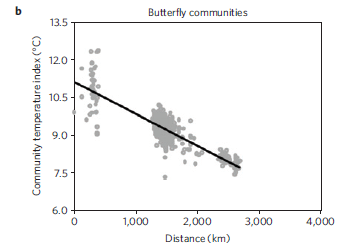 b
Butterfly communities
Community temperature index (°C)
13.5
12.0
10.5
9.0
7.5
6.0
0
1,000
2,000
3,000
4,000
Distance (km)